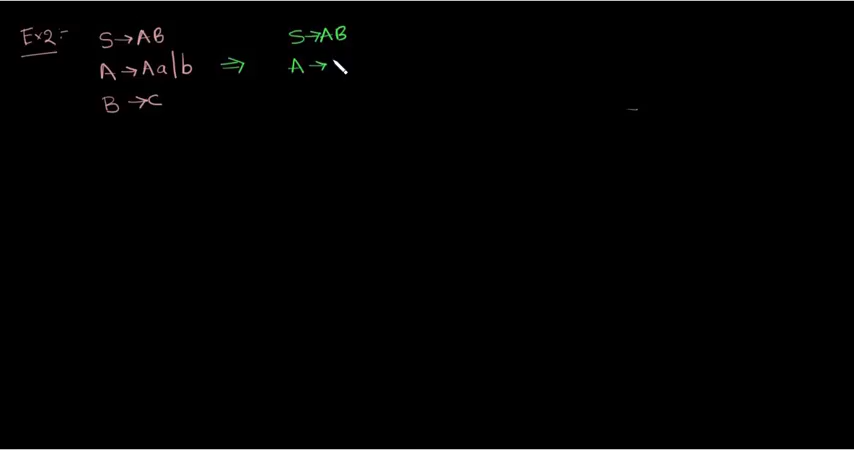 Ex2:- S→AB S→AB
A→Aa|b ⇒ A→
B→C